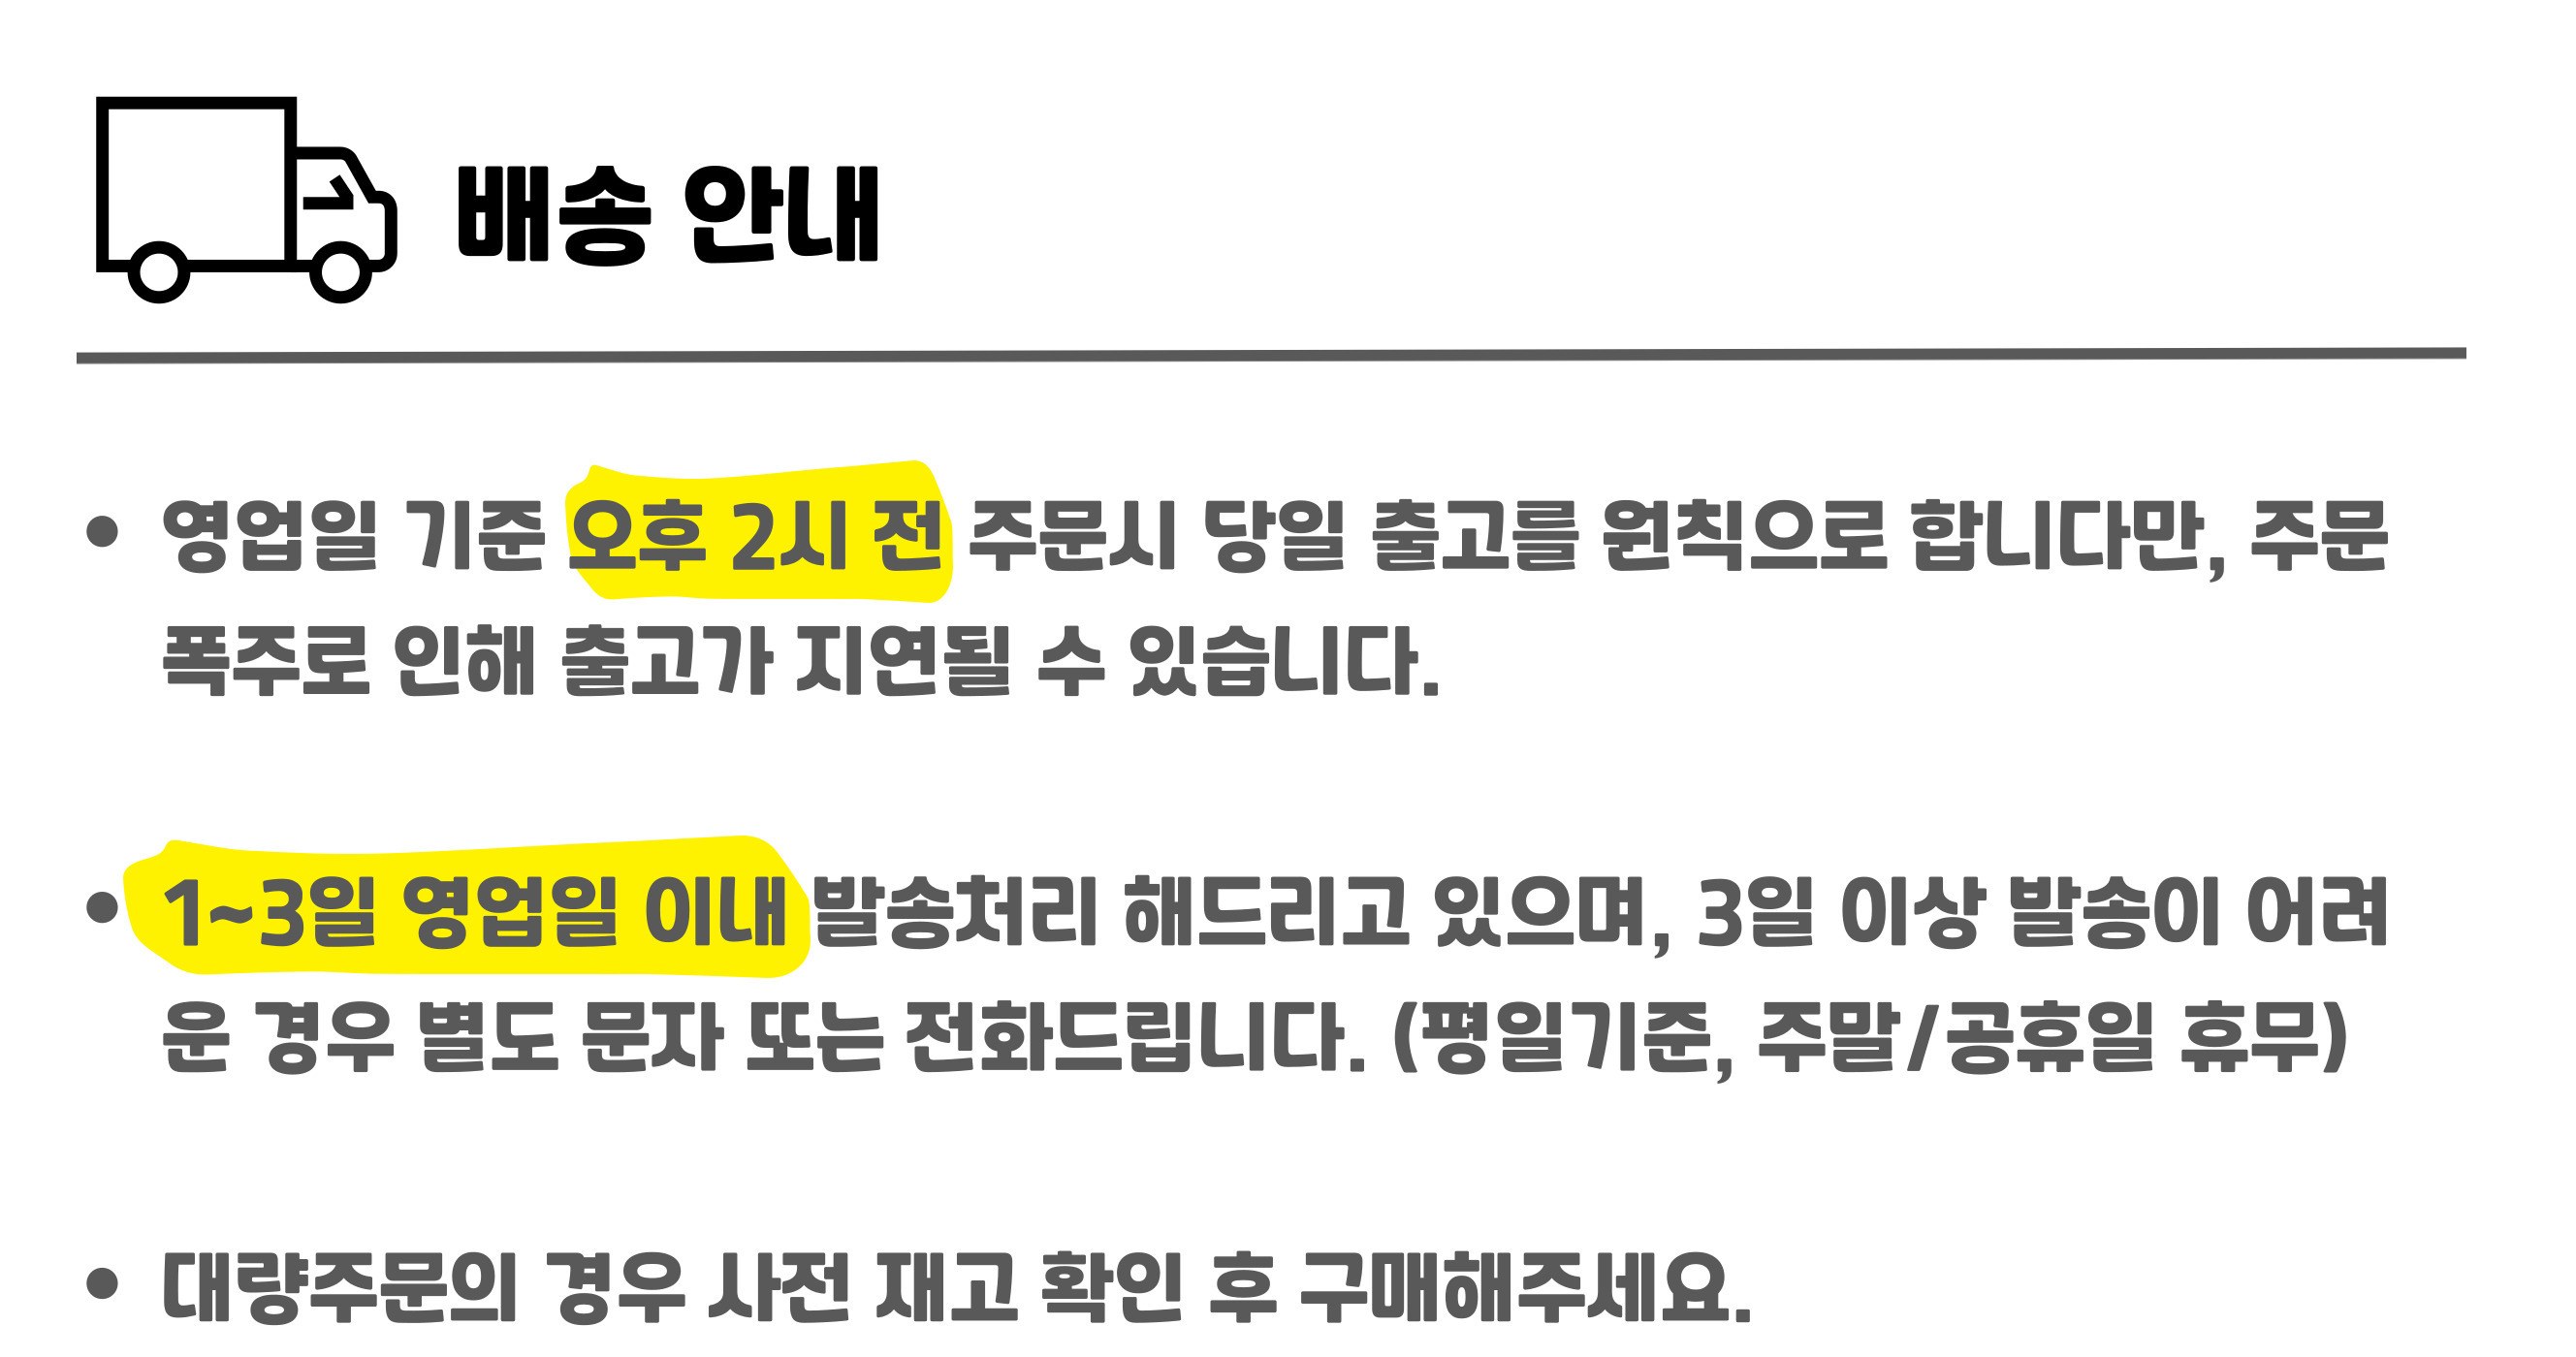 배송 안내
• 영업일 기준 오후 2시 전 주문시 당일 출고를 원칙으로 합니다만, 주문
폭주로 인해 출고가 지연될 수 있습니다.
• 1~3일 영업일 이내 발송처리 해드리고 있으며, 3일 이상 발송이 어려
운 경우 별도 문자 또는 전화드립니다. (평일기준, 주말/공휴일 휴무)
• 대량주문의 경우 사전 재고 확인 후 구매해주세요.